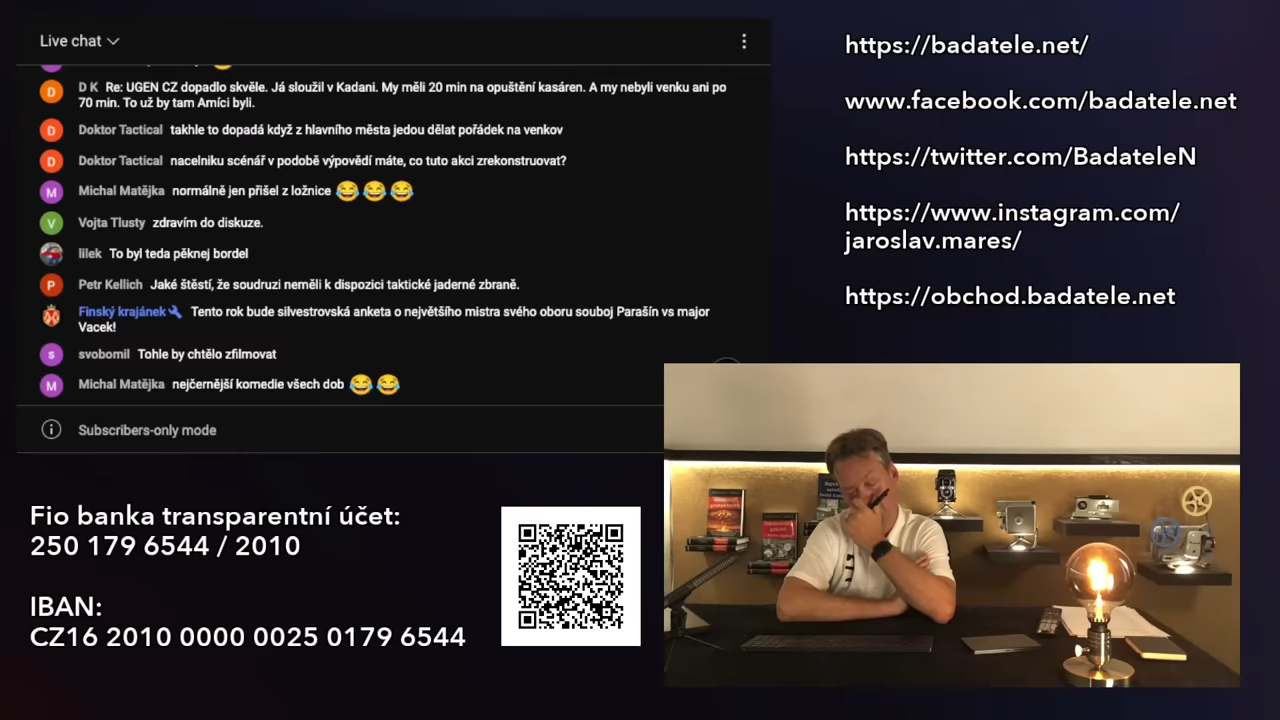 Live chat
D K Re: UGEN CZ dopadlo skvěle. Já sloužil v Kadani. My měli 20 min na opuštění kasáren. A my nebyli venku ani po
70 min. To už by tam Amíci byli.
Doktor Tactical takhle to dopadá když z hlavního města jedou dělat pořádek na venkov
Doktor Tactical nacelniku scénář v podobě výpovědí máte, co tuto akci zrekonstruovat?
Michal Matějka normálně jen přišel z ložnice 😂😂😂
Vojta Tlusty zdravím do diskuze.
lilek To byl teda pěknej bordel
Petr Kellich Jaké štěstí, že soudruzi neměli k dispozici taktické jaderné zbraně.
Finský krajánek Tento rok bude silvestrovská anketa o největšího mistra svého oboru souboj Parašín vs major
Vacek!
svobomil Tohle by chtělo zfilmovat
Michal Matějka nejčernější komedie všech dob 😂😂
Subscribers-only mode
https://badatele.net/
www.facebook.com/badatele.net
https://twitter.com/BadateleN
https://www.instagram.com/
jaroslav.mares/
https://obchod.badatele.net
Fio banka transparentní účet:
250 179 6544 / 2010
IBAN:
CZ16 2010 0000 0025 0179 6544